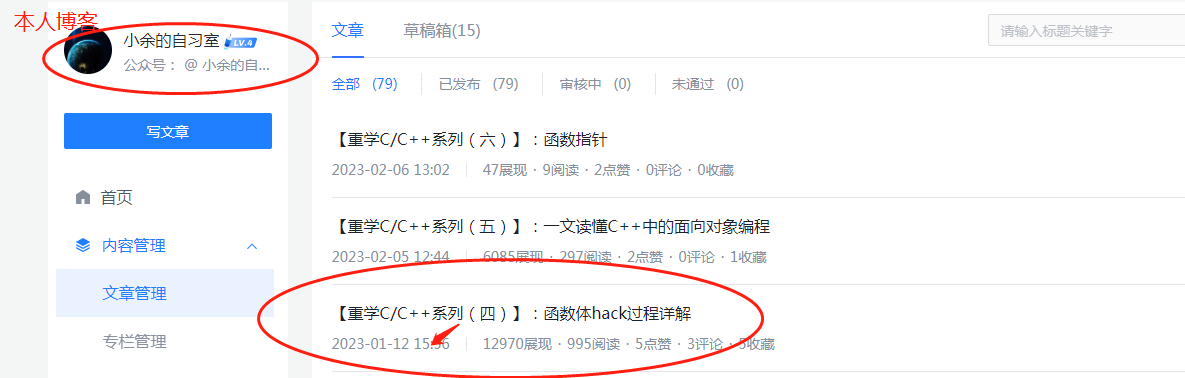 本人博客
小余的自习室 LV.4
公众号： @ 小余的自...
写文章
首页
内容管理
文章管理
专栏管理
文章 草稿箱(15) 请输入标题关键字
全部 (79) 已发布 (79) 审核中 (0) 未通过 (0)
【重学C/C++系列（六）】：函数指针
2023-02-06 13:02 47展现 · 9阅读 · 2点赞 · 0评论 · 0收藏
【重学C/C++系列（五）】：一文读懂C++中的面向对象编程
2023-02-05 12:44 6085展现 · 297阅读 · 2点赞 · 0评论 · 1收藏
【重学C/C++系列（四）】：函数体hack过程详解
2023-01-12 15:36 12970展现 · 995阅读 · 5点赞 · 3评论 · 5收藏